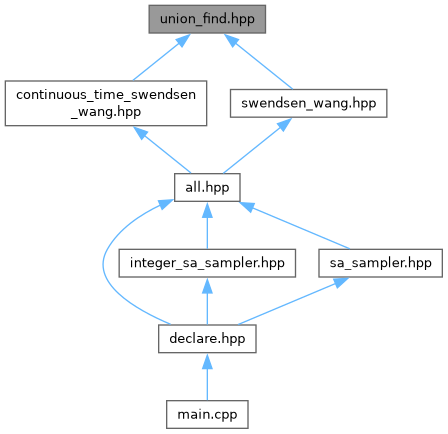 union_find.hpp
continuous_time_swendsen
_wang.hpp
swendsen_wang.hpp
all.hpp
integer_sa_sampler.hpp
sa_sampler.hpp
declare.hpp
main.cpp